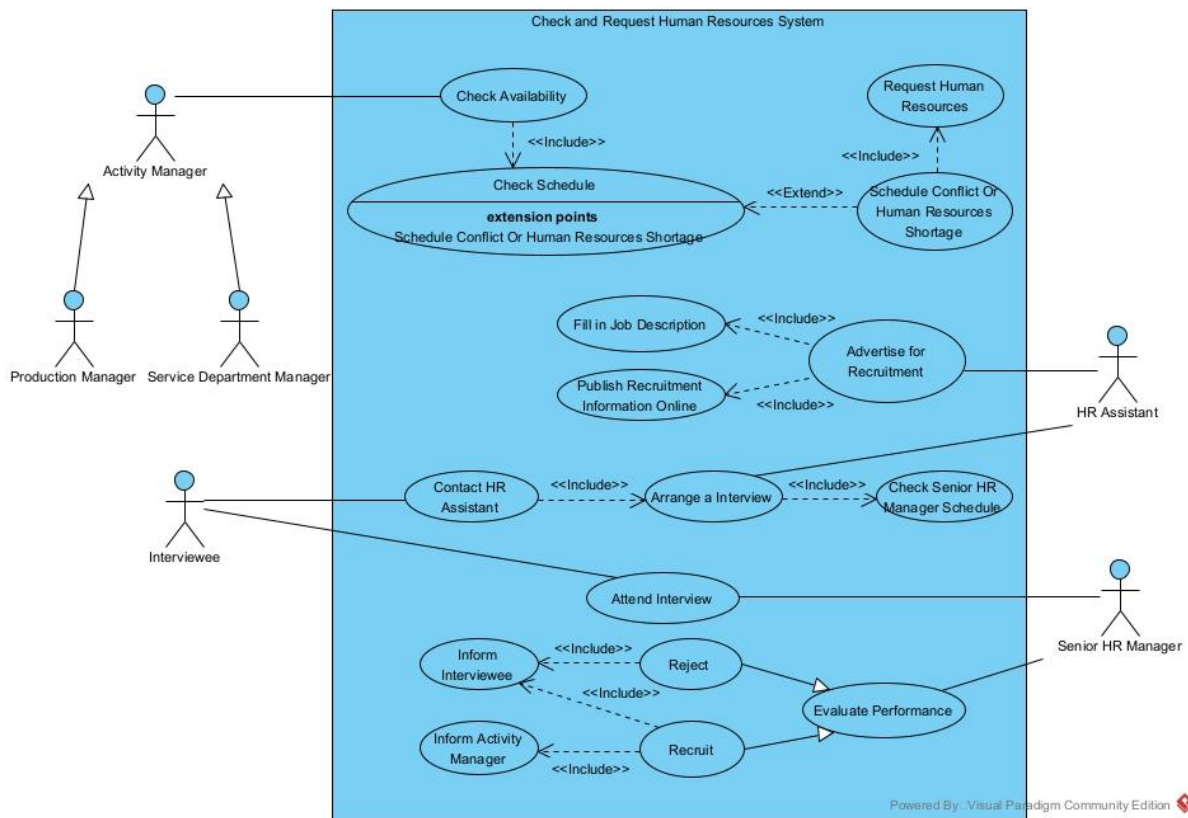 Check and Request Human Resources System
Check Availability
Request Human
Resources
<<Include>>
<<Include>>
Activity Manager
Check Schedule
extension points
Schedule Conflict Or Human Resources Shortage
<<Extend>>
Schedule Conflict Or
Human Resources
Shortage
Production Manager
Service Department Manager
Fill in Job Description
<<Include>>
Advertise for
Recruitment
Publish Recruitment
Information Online
<<Include>>
HR Assistant
Contact HR
Assistant
<<Include>>
Arrange a Interview
<<Include>>
Check Senior HR
Manager Schedule
Interviewee
Attend Interview
Senior HR Manager
Inform
Interviewee
<<Include>>
Reject
<<Include>>
Evaluate Performance
Inform Activity
Manager
<<Include>>
Recruit
Powered By: Visual Paradigm Community Edition